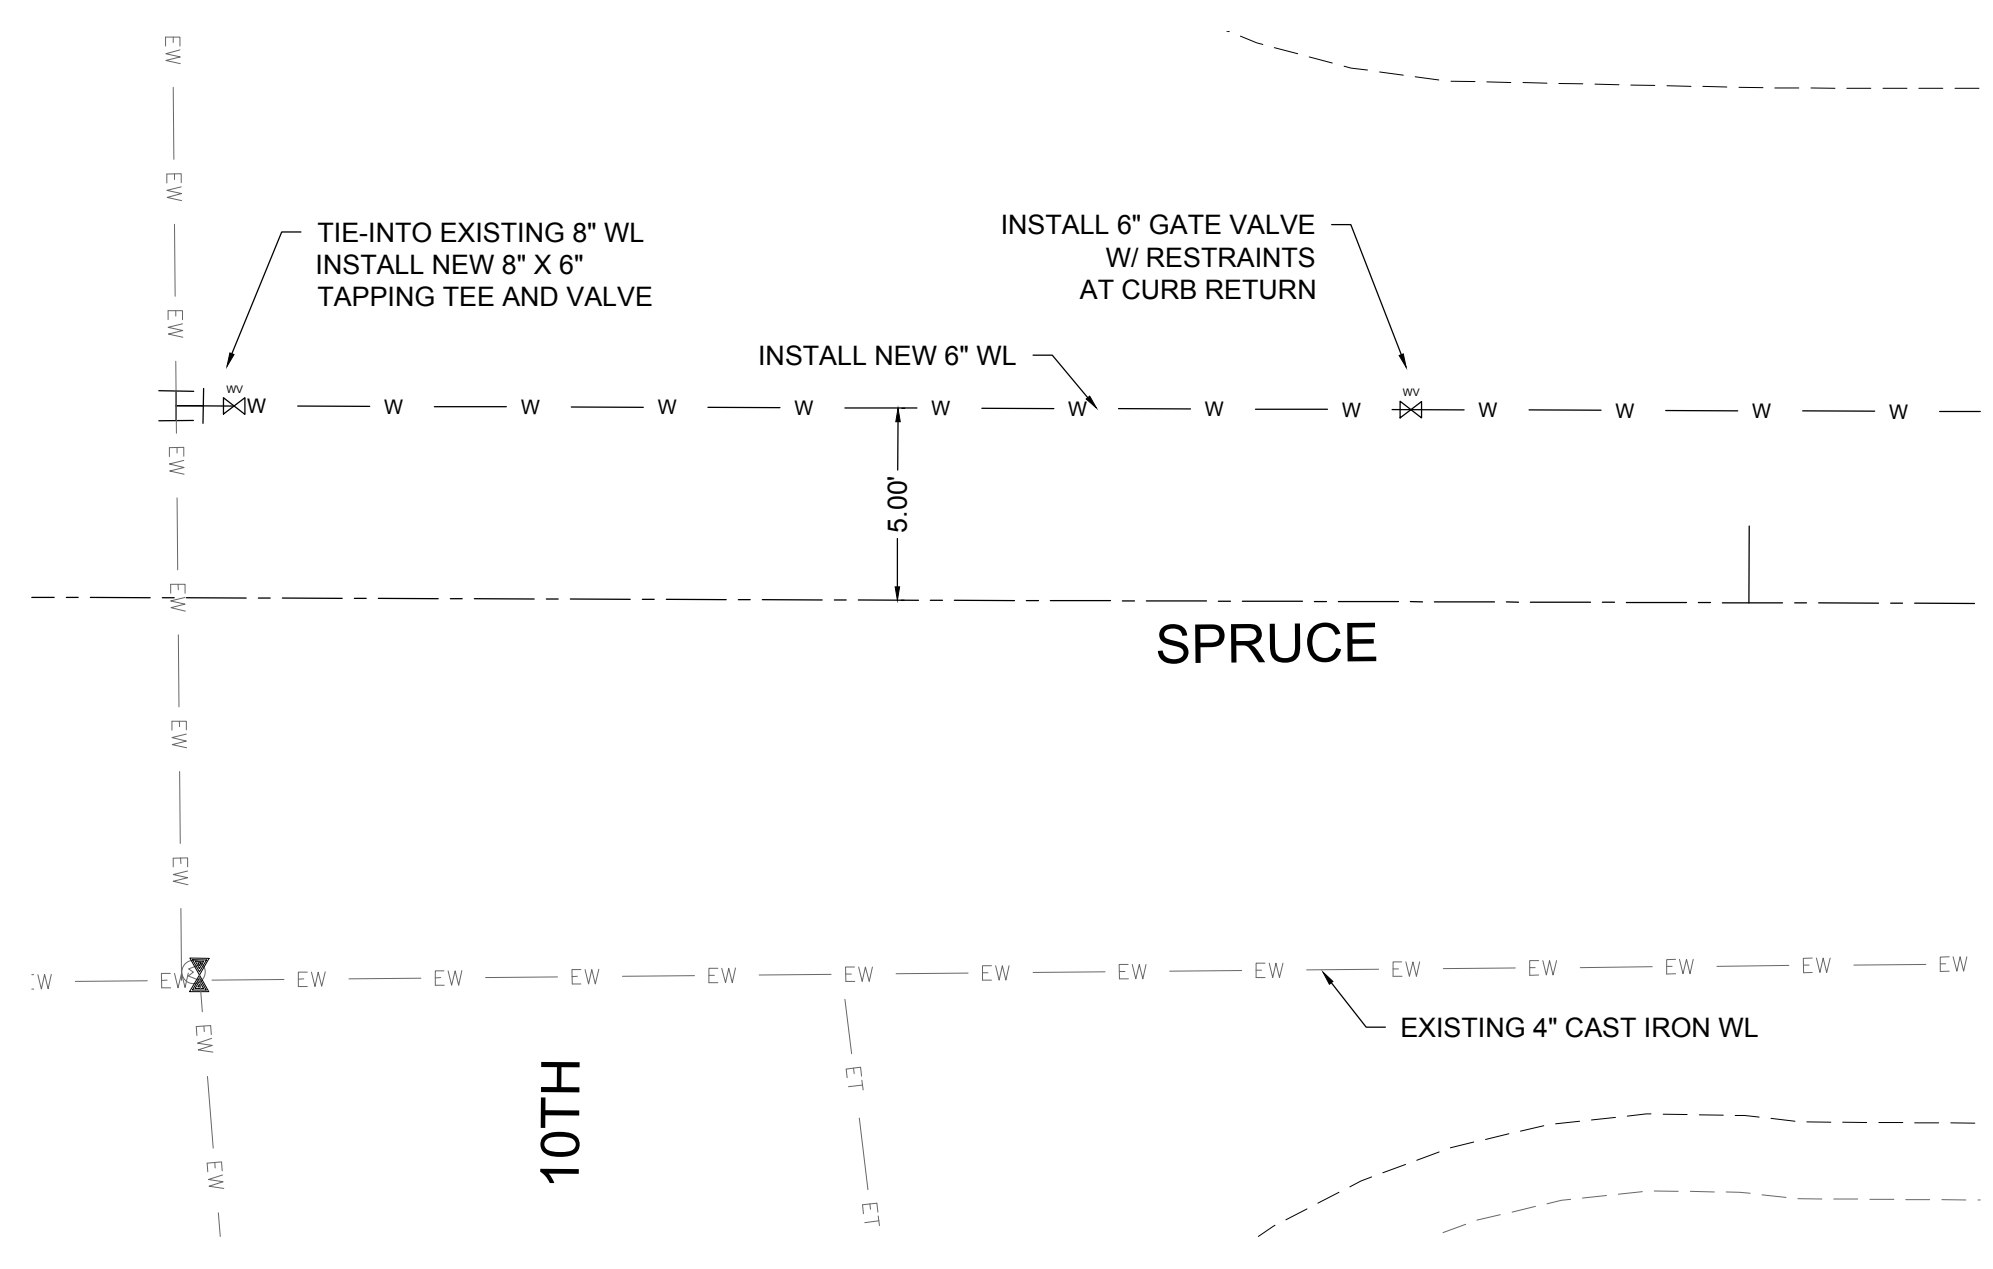 EW
EW
TIE-INTO EXISTING 8" WL
INSTALL NEW 8" X 6"
TAPPING TEE AND VALVE
INSTALL 6" GATE VALVE
W/ RESTRAINTS
AT CURB RETURN
EW
INSTALL NEW 6" WL
WV
WV
W W W W W W W W W W W W W
EW
5.00'
EW
SPRUCE
EW
EW
EW EW EW EW EW EW EW EW EW EW EW EW EW EW EW
EW
EXISTING 4" CAST IRON WL
10TH
ET
EW
ET